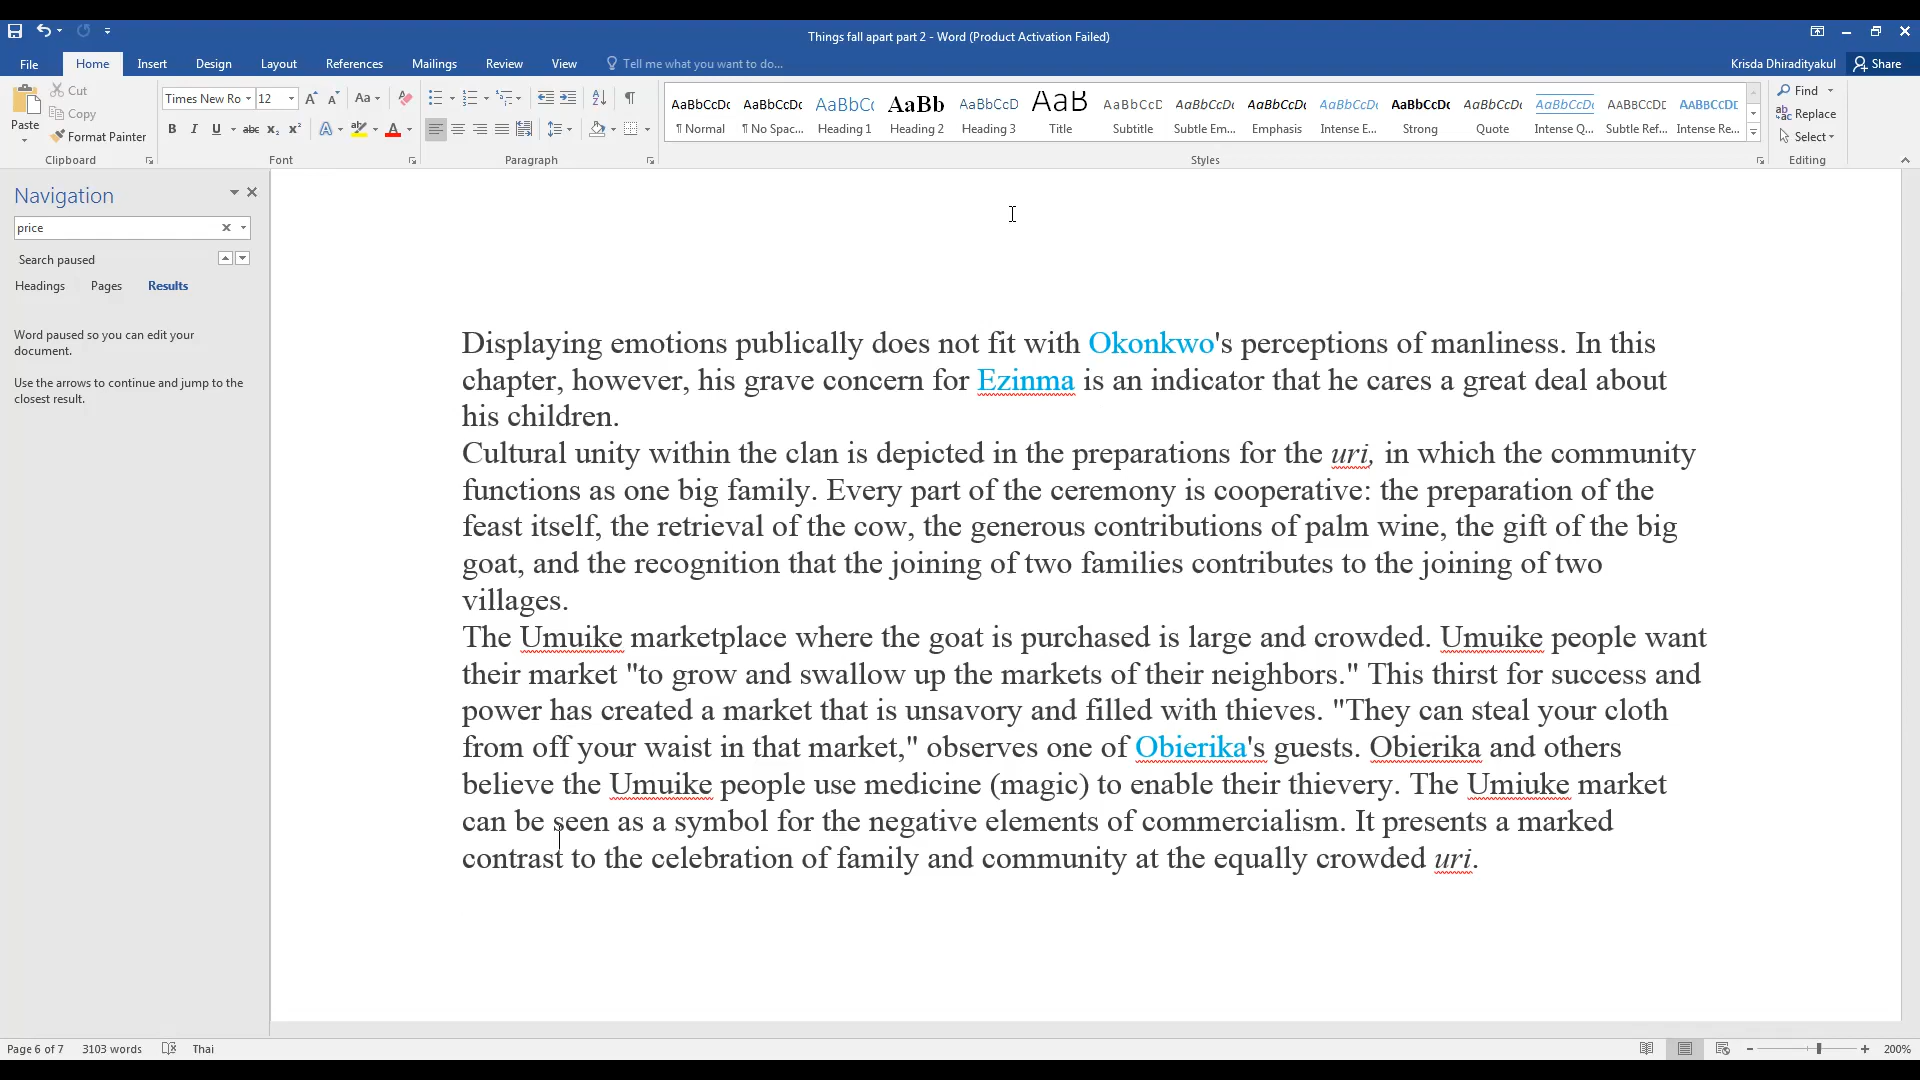 Things fall apart part 2 - Word (Product Activation Failed)
File Home Insert Design Layout References Mailings Review View Tell me what you want to do... Krisda Dhiradityakul Share
Paste Cut Copy Format Painter
Clipboard
Times New Ro 12
Font
Paragraph
AaBbCcDc AaBbCcDc AaBbC( AaBb AaBbCcD AaB AaBbCcD AaBbCcDc AaBbCcDc AaBbCcDc AaBbCcDc AaBbCcDc AaBbCcDc AABBCCDE AABBCCDE
¶ Normal ¶ No Spac... Heading 1 Heading 2 Heading 3 Title Subtitle Subtle Em... Emphasis Intense E... Strong Quote Intense Q... Subtle Ref... Intense Re...
Styles
Find
Replace
Select
Editing
Navigation
price
Search paused
Headings Pages Results
Word paused so you can edit your
document.
Use the arrows to continue and jump to the
closest result.
Displaying emotions publically does not fit with Okonkwo's perceptions of manliness. In this
chapter, however, his grave concern for Ezinma is an indicator that he cares a great deal about
his children.
Cultural unity within the clan is depicted in the preparations for the uri, in which the community
functions as one big family. Every part of the ceremony is cooperative: the preparation of the
feast itself, the retrieval of the cow, the generous contributions of palm wine, the gift of the big
goat, and the recognition that the joining of two families contributes to the joining of two
villages.
The Umuike marketplace where the goat is purchased is large and crowded. Umuike people want
their market "to grow and swallow up the markets of their neighbors." This thirst for success and
power has created a market that is unsavory and filled with thieves. "They can steal your cloth
from off your waist in that market," observes one of Obierika's guests. Obierika and others
believe the Umuike people use medicine (magic) to enable their thievery. The Umiuke market
can be seen as a symbol for the negative elements of commercialism. It presents a marked
contrast to the celebration of family and community at the equally crowded uri.
Page 6 of 7 3103 words Thai 200%